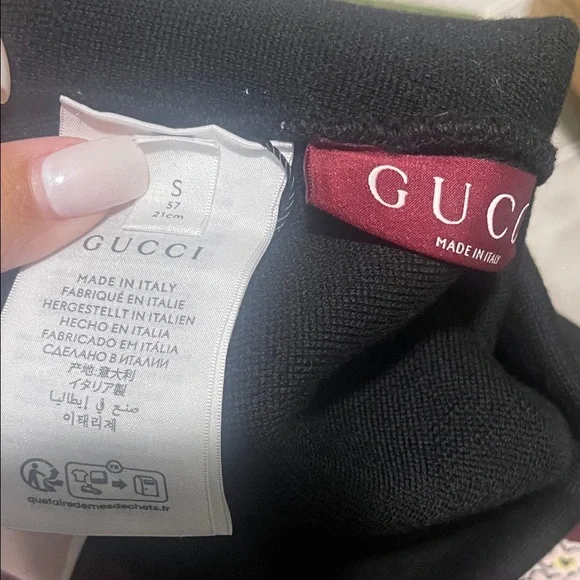 S
57
21cm
GUCCI
MADE IN ITALY
FABRIQUÉ EN ITALIE
HERGESTELLT IN ITALIEN
HECHO EN ITALIA
FABRICADO EM ITÁLIA
СДЕЛАНО В ИТАЛИИ
产地:意大利
イタリア製
صنع في إيطاليا
이태리제
FR
quefairedemesdechets.fr
GUCC
MADE IN ITALY